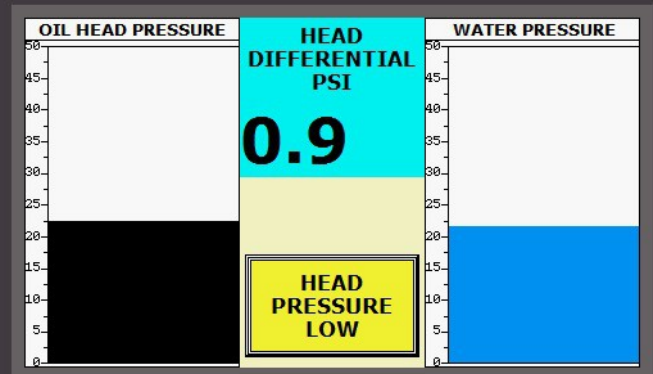 OIL HEAD PRESSURE
50
45
40
35
30
25
20
15
10
5
0
HEAD
DIFFERENTIAL
PSI
0.9
HEAD
PRESSURE
LOW
WATER PRESSURE
50
45
40
35
30
25
20
15
10
5
0